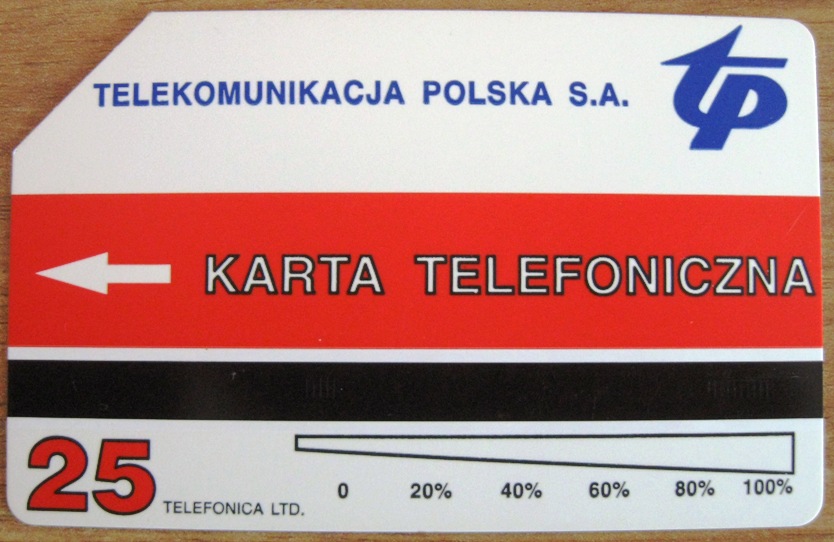 TELEKOMUNIKACJA POLSKA S.A.
tp
KARTA TELEFONICZNA
25
TELEFONICA LTD.
0 20% 40% 60% 80% 100%